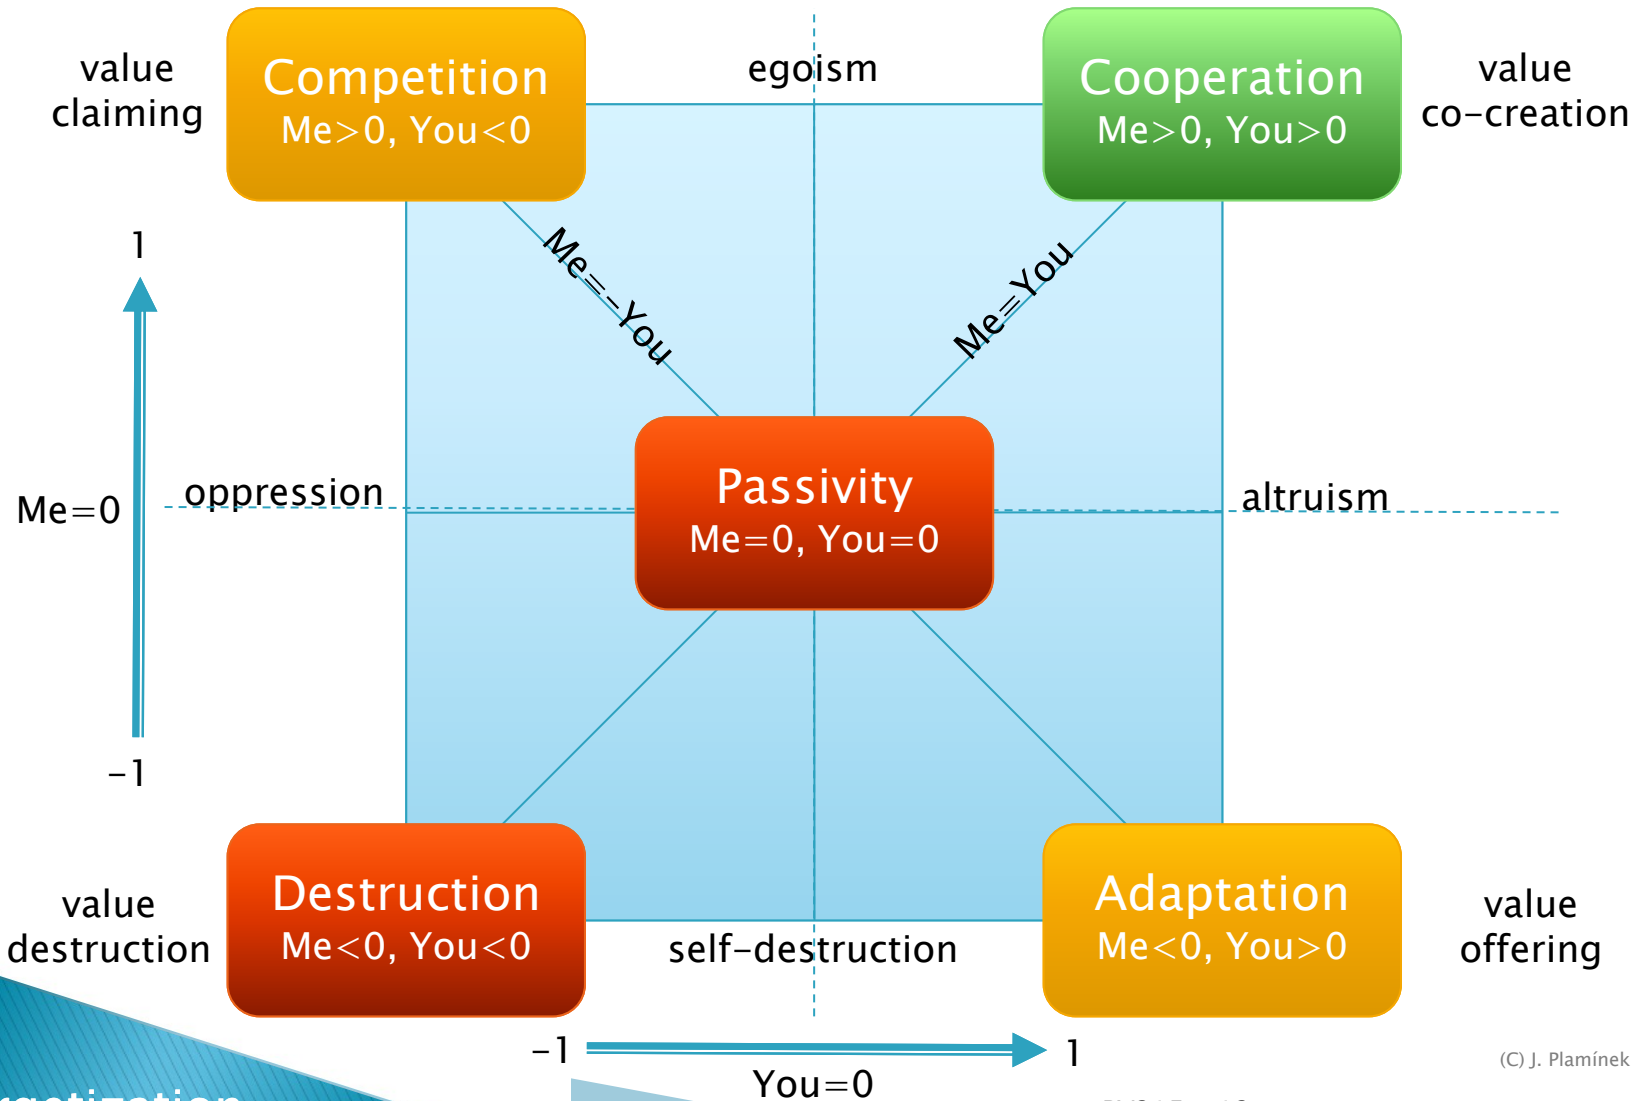 value
claiming
Competition
Me>0, You<0
egoism
Cooperation
Me>0, You>0
value
co-creation
1
Me=-You
Me=You
Me=0
oppression
Passivity
Me=0, You=0
altruism
-1
value
destruction
Destruction
Me<0, You<0
self-destruction
Adaptation
Me<0, You>0
value
offering
-1
1
You=0
(C) J. Plamínek